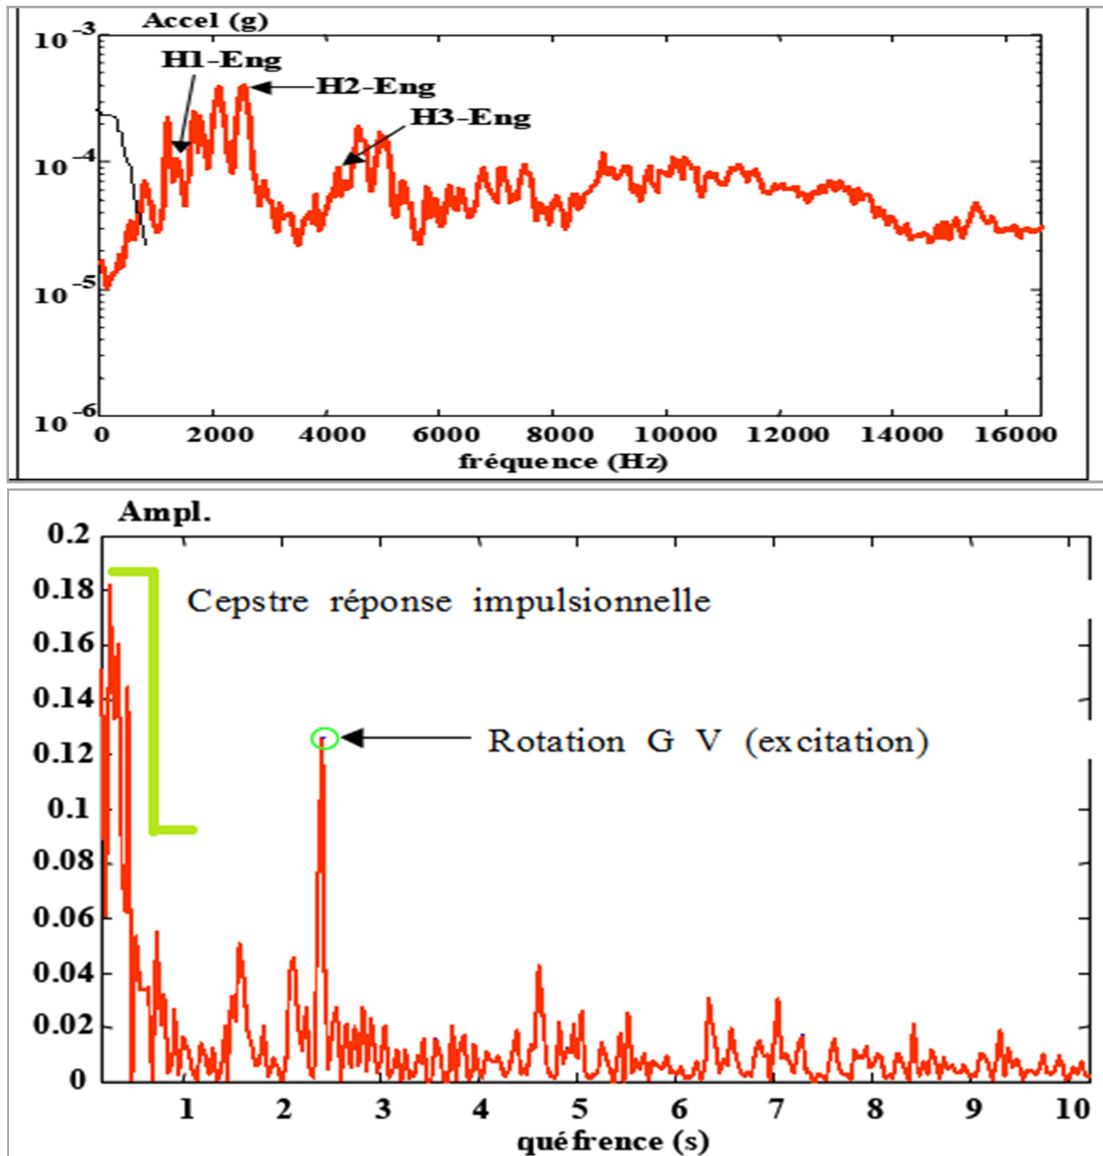 Accel (g)
10-3
H1-Eng
H2-Eng
H3-Eng
10-4
10-5
10-6
0 2000 4000 6000 8000 10000 12000 14000 16000
fréquence (Hz)
Ampl.
0.2
0.18
Cepstre réponse impulsionnelle
0.16
0.14
Rotation G V (excitation)
0.12
0.1
0.08
0.06
0.04
0.02
0
1 2 3 4 5 6 7 8 9 10
quéfrence (s)